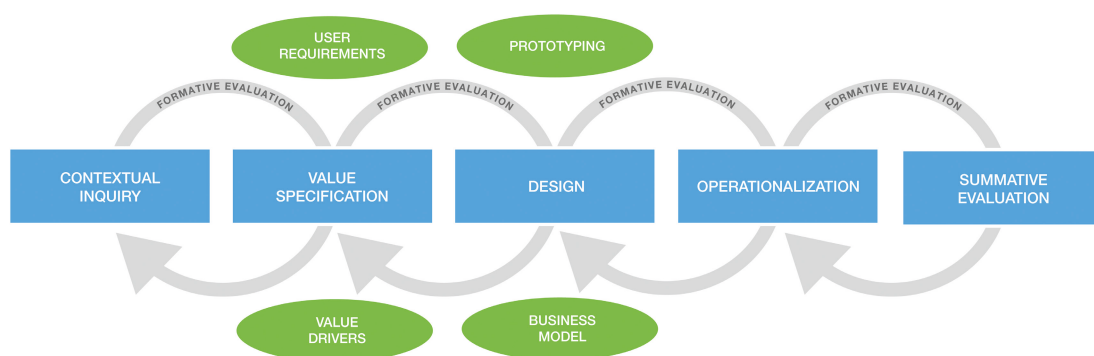 USER
REQUIREMENTS
PROTOTYPING
FORMATIVE EVALUATION
FORMATIVE EVALUATION
FORMATIVE EVALUATION
FORMATIVE EVALUATION
CONTEXTUAL
INQUIRY
VALUE
SPECIFICATION
DESIGN
OPERATIONALIZATION
SUMMATIVE
EVALUATION
VALUE
DRIVERS
BUSINESS
MODEL